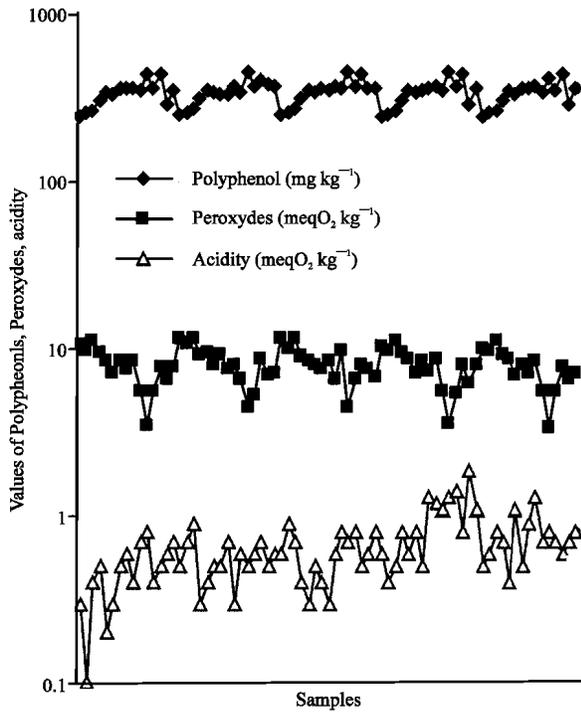 1000
100
10
1
0.1
Values of Polypheonls, Peroxydes, acidity
Polyphenol (mg kg⁻¹)
Peroxydes (meqO₂ kg⁻¹)
Acidity (meqO₂ kg⁻¹)
Samples